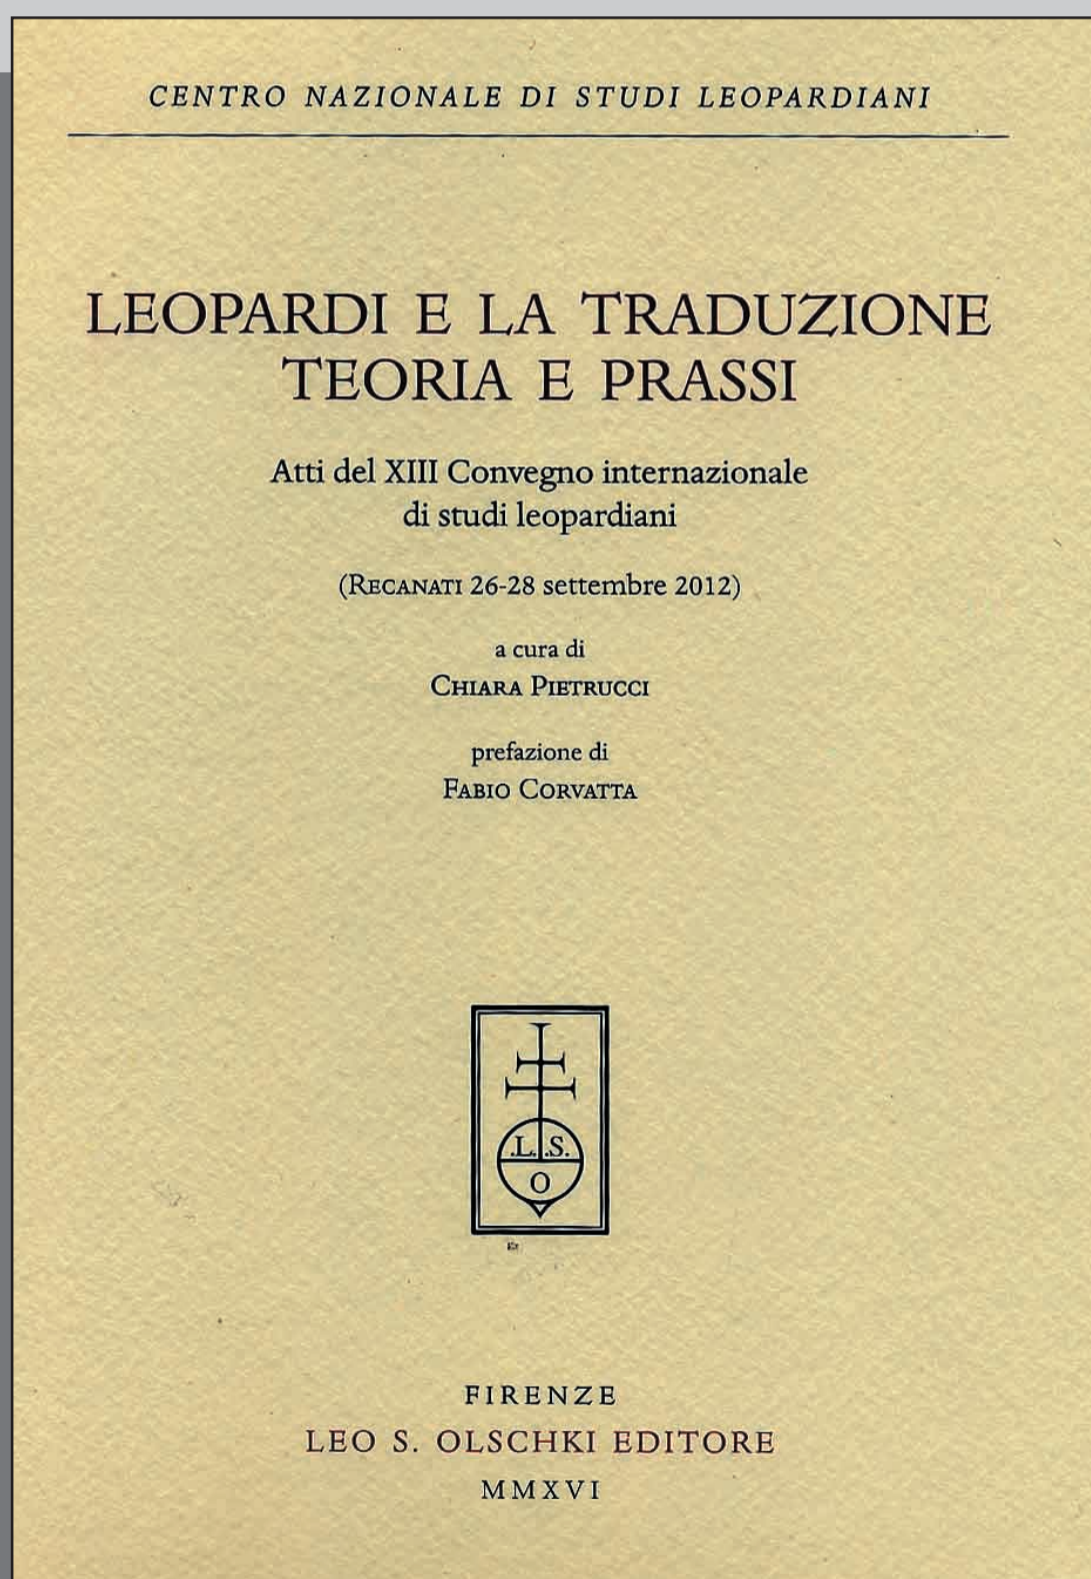 CENTRO NAZIONALE DI STUDI LEOPARDIANI
LEOPARDI E LA TRADUZIONE
TEORIA E PRASSI
Atti del XIII Convegno internazionale
di studi leopardiani
(RECANATI 26-28 settembre 2012)
a cura di
CHIARA PIETRUCCI
prefazione di
FABIO CORVATTA
.L. .S.
O
FIRENZE
LEO S. OLSCHKI EDITORE
MMXVI